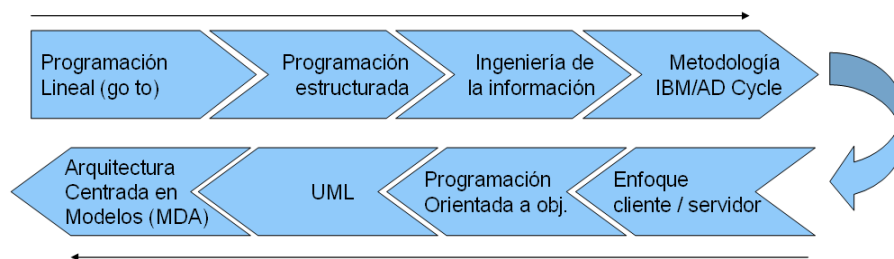 Programación
Lineal (go to)
Programación
estructurada
Ingeniería de
la información
Metodología
IBM/AD Cycle
Enfoque
cliente / servidor
Programación
Orientada a obj.
UML
Arquitectura
Centrada en
Modelos (MDA)